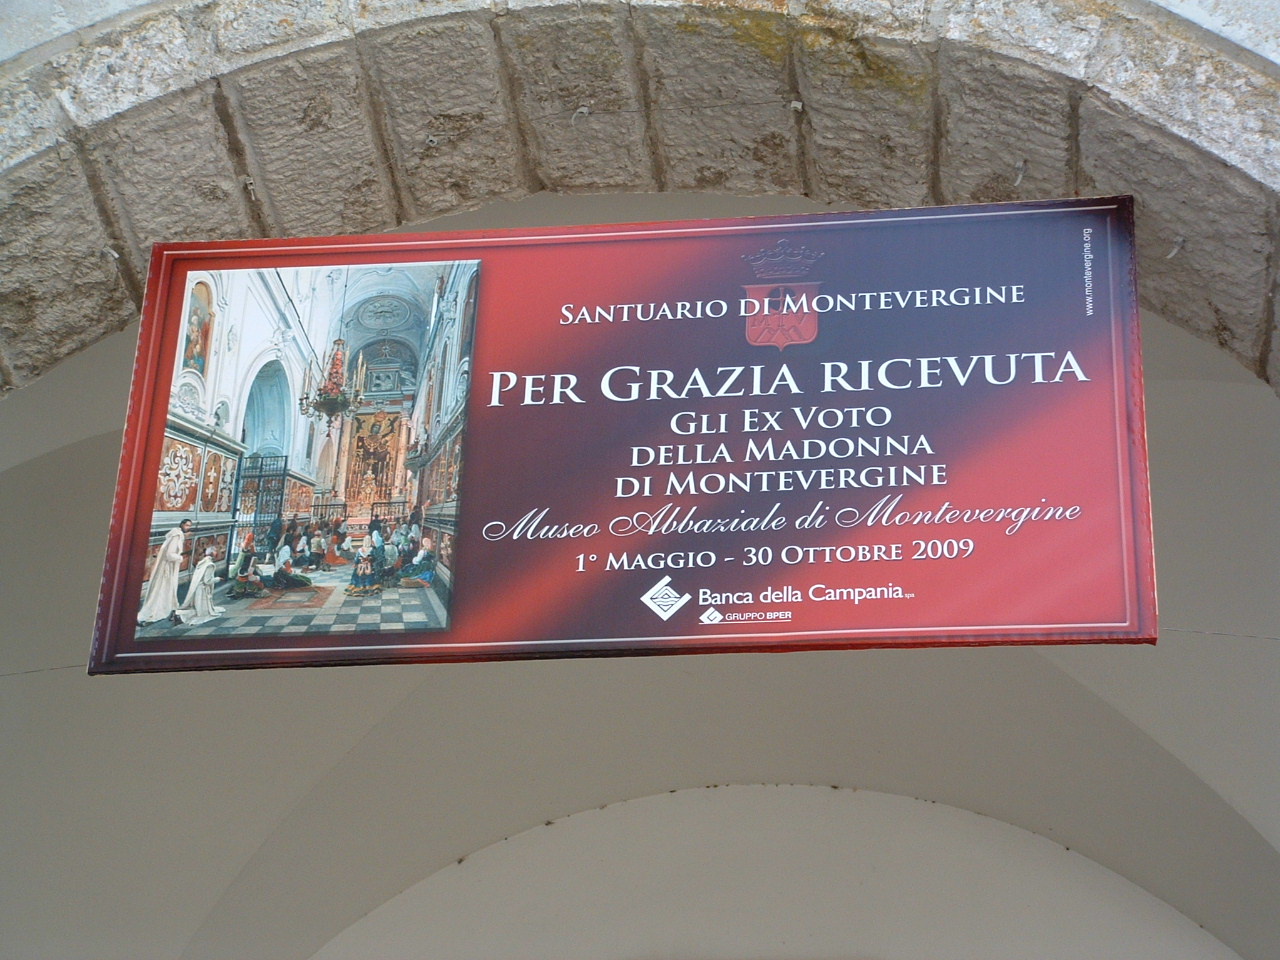 www.montevergine.org
Santuario di Montevergine
Per Grazia ricevuta
Gli Ex Voto
della Madonna
di Montevergine
Museo Abbaziale di Montevergine
1° Maggio - 30 Ottobre 2009
Banca della Campania spa
GRUPPO BPER